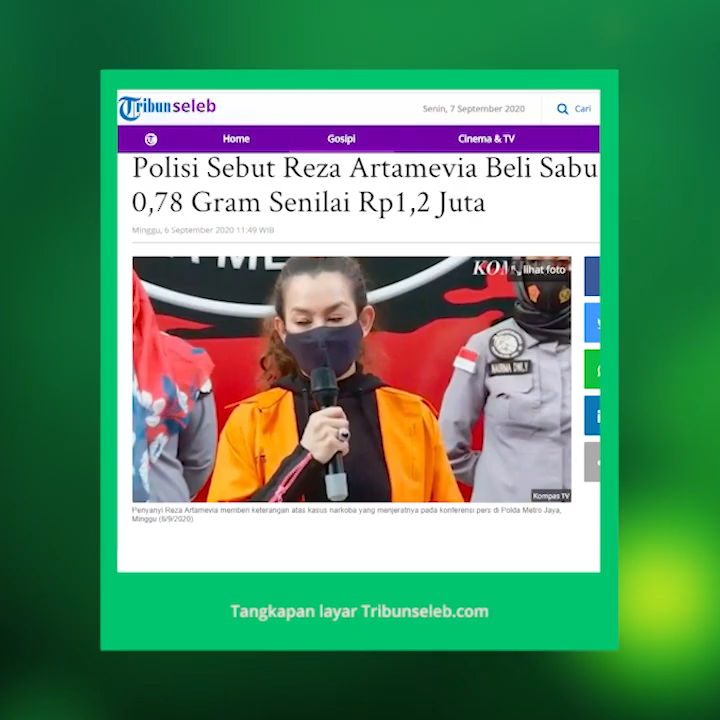 Tribunseleb
Senin, 7 September 2020
Cari
Home
Gosipi
Cinema & TV
Polisi Sebut Reza Artamevia Beli Sabu
0,78 Gram Senilai Rp1,2 Juta
Minggu, 6 September 2020 11:49 WIB
lihat foto
NAIRMA DWILY
Kompas TV
Penyanyi Reza Artamevia memberi keterangan atas kasus narkoba yang menjeratnya pada konferensi pers di Polda Metro Jaya,
Minggu (6/9/2020)
Tangkapan layar Tribunseleb.com